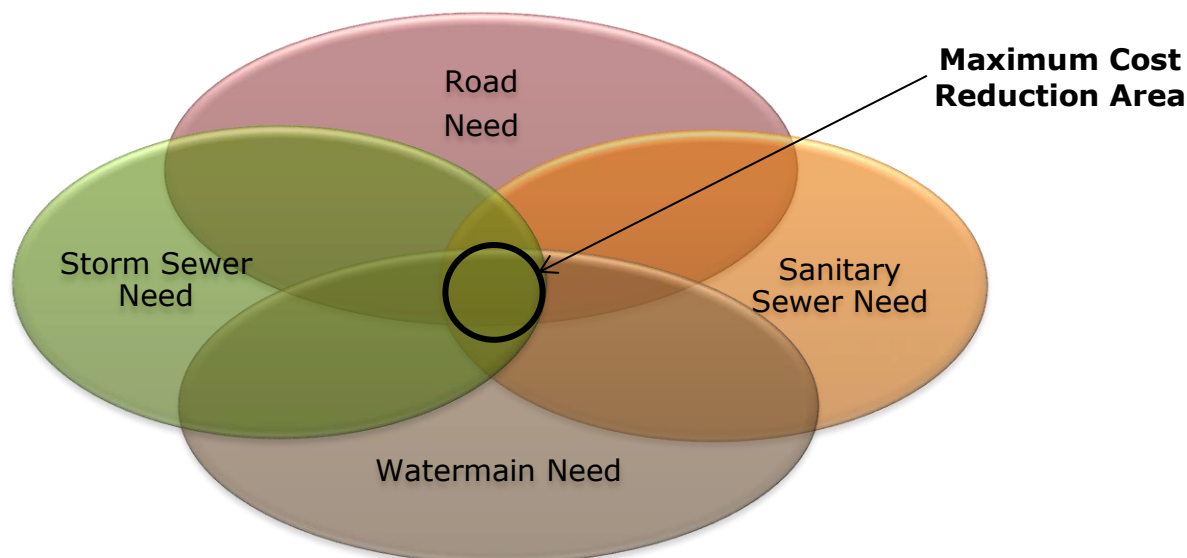 Road
Need
Maximum Cost
Reduction Area
Storm Sewer
Need
Sanitary
Sewer Need
Watermain Need